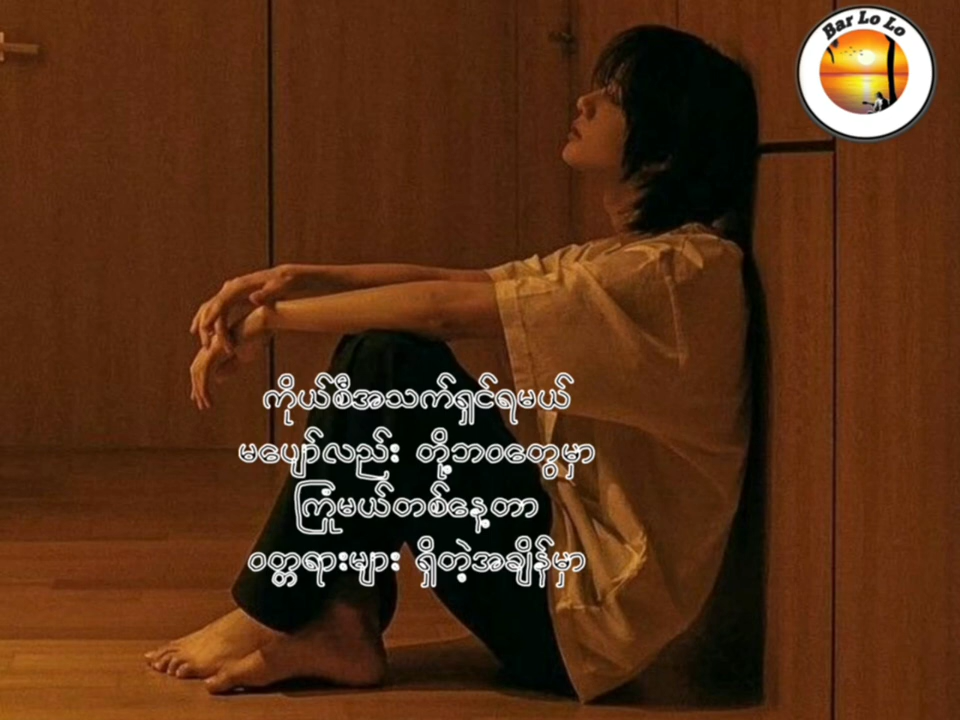 Bar Lo Lo
ကိုယ်စီအသက်ရှင်ရမယ်
မပျော်လည်း တို့ဘဝတွေမှာ
ကြုံမယ်တစ်နေ့တာ
ဝတ္တရားများ ရှိတဲ့အချိန်မှာ